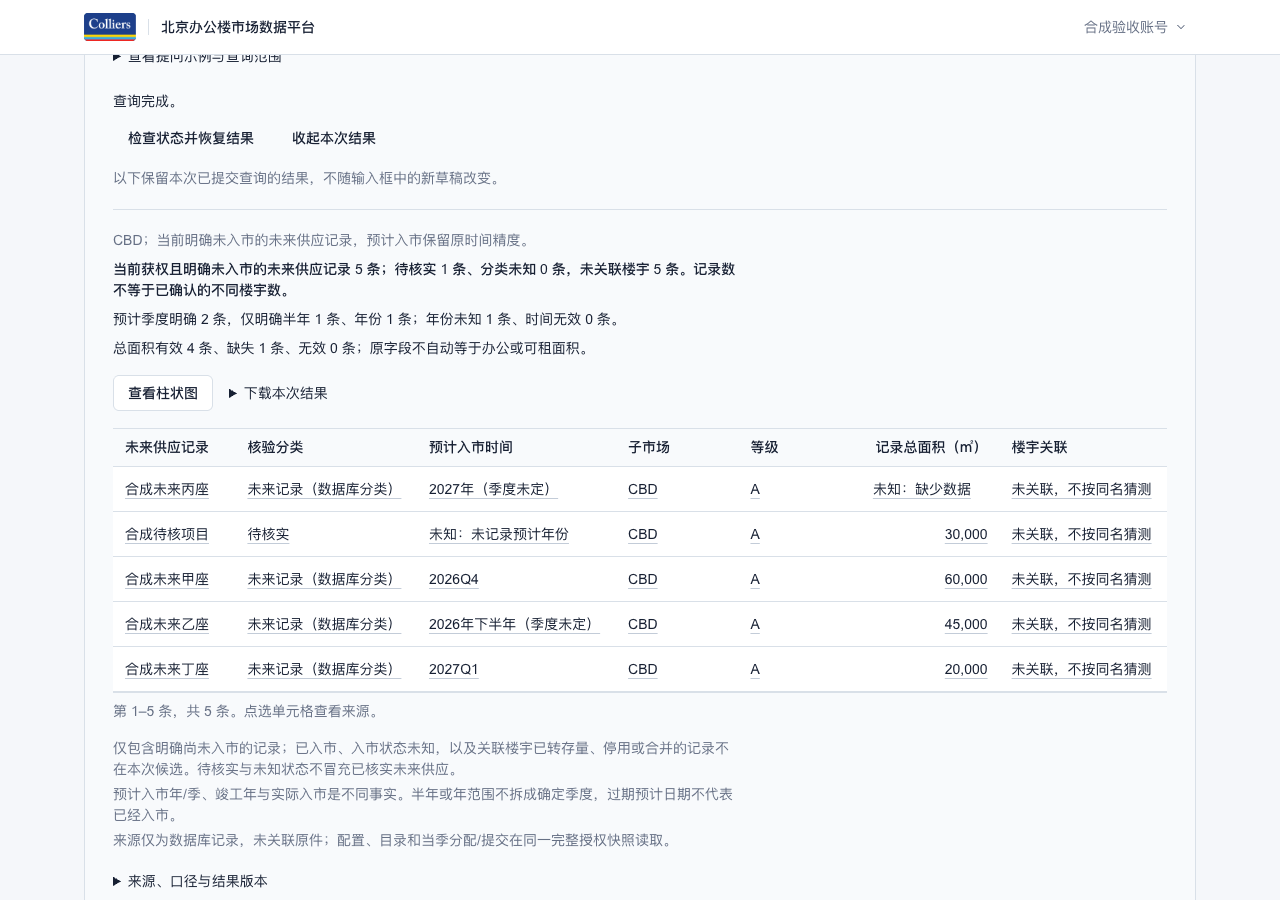 Colliers
北京办公楼市场数据平台
合成验收账号
查看提问示例与查询范围
查询完成。
检查状态并恢复结果
收起本次结果
以下保留本次已提交查询的结果，不随输入框中的新草稿改变。
CBD；当前明确未入市的未来供应记录，预计入市保留原时间精度。
当前获权且明确未入市的未来供应记录 5 条；待核实 1 条、分类未知 0 条，未关联楼宇 5 条。记录数
不等于已确认的不同楼宇数。
预计季度明确 2 条，仅明确半年 1 条、年份 1 条；年份未知 1 条、时间无效 0 条。
总面积有效 4 条、缺失 1 条、无效 0 条；原字段不自动等于办公或可租面积。
查看柱状图
下载本次结果
未来供应记录 核验分类 预计入市时间 子市场 等级 记录总面积（㎡） 楼宇关联
合成未来丙座 未来记录（数据库分类） 2027年（季度未定） CBD A 未知：缺少数据 未关联，不按同名猜测
合成待核项目 待核实 未知：未记录预计年份 CBD A 30,000 未关联，不按同名猜测
合成未来甲座 未来记录（数据库分类） 2026Q4 CBD A 60,000 未关联，不按同名猜测
合成未来乙座 未来记录（数据库分类） 2026年下半年（季度未定） CBD A 45,000 未关联，不按同名猜测
合成未来丁座 未来记录（数据库分类） 2027Q1 CBD A 20,000 未关联，不按同名猜测
第 1–5 条，共 5 条。点选单元格查看来源。
仅包含明确尚未入市的记录；已入市、入市状态未知，以及关联楼宇已转存量、停用或合并的记录不
在本次候选。待核实与未知状态不冒充已核实未来供应。
预计入市年/季、竣工年与实际入市是不同事实。半年或年范围不拆成确定季度，过期预计日期不代表
已经入市。
来源仅为数据库记录，未关联原件；配置、目录和当季分配/提交在同一完整授权快照读取。
来源、口径与结果版本